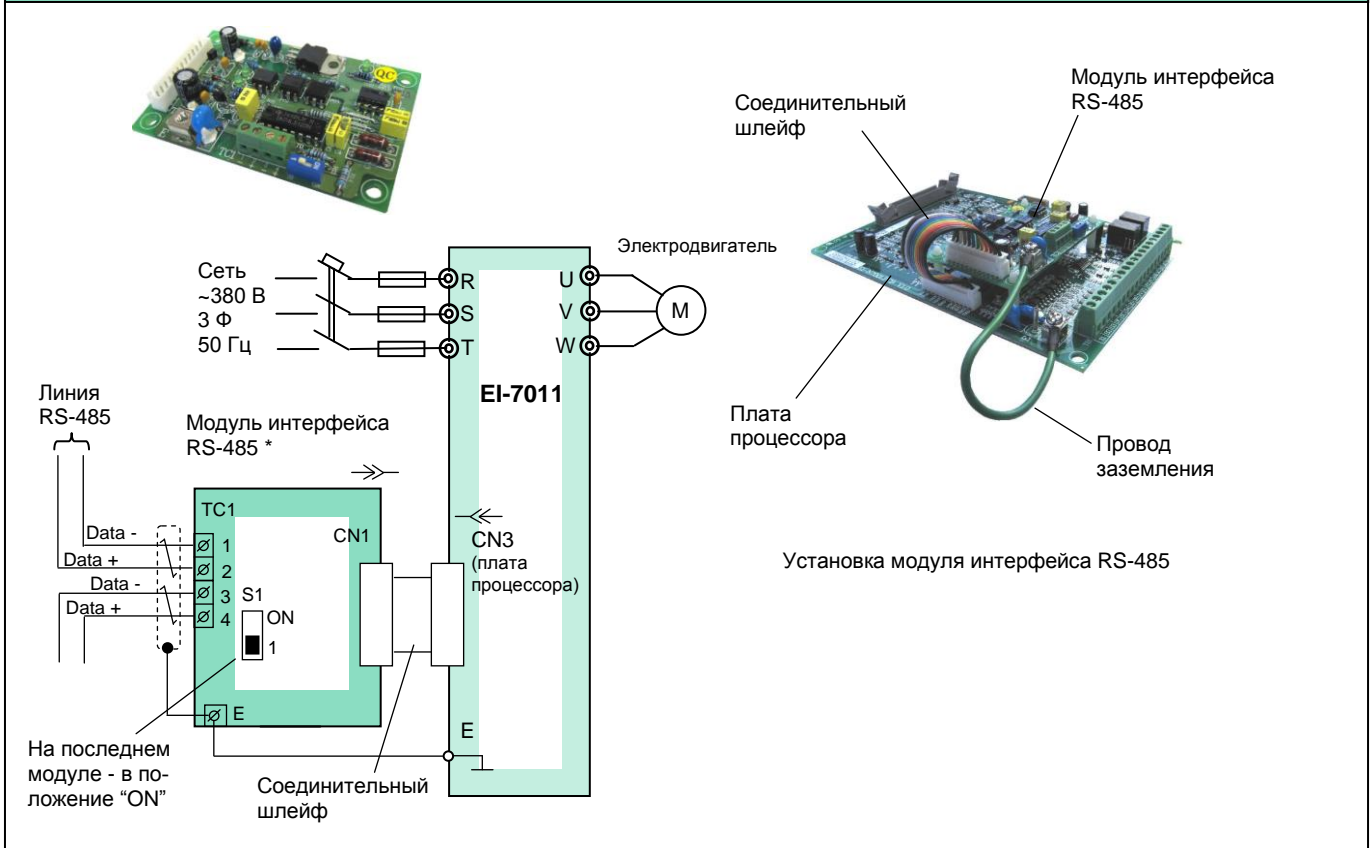 QC
TC1
Соединительный
шлейф
Модуль интерфейса
RS-485
Плата
процессора
Провод
заземления
Установка модуля интерфейса RS-485
Сеть
~380 В
3 Ф
50 Гц
R
S
T
U
V
W
Электродвигатель
M
EI-7011
Линия
RS-485
Модуль интерфейса
RS-485 *
TC1
CN1
CN3
(плата
процессора)
Data -
Data +
Data -
Data +
1
2
3
4
S1
ON
1
E
E
На последнем
модуле - в по-
ложение “ON”
Соединительный
шлейф